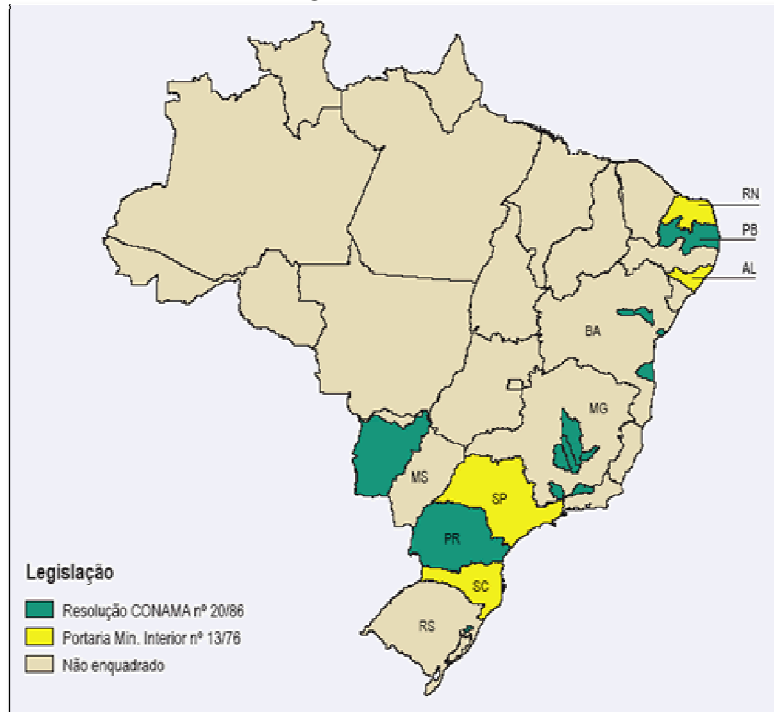 RN
PB
AL
BA
MG
MS
SP
PR
SC
RS
Legislação
Resolução CONAMA nº 20/86
Portaria Min. Interior nº 13/76
Não enquadrado